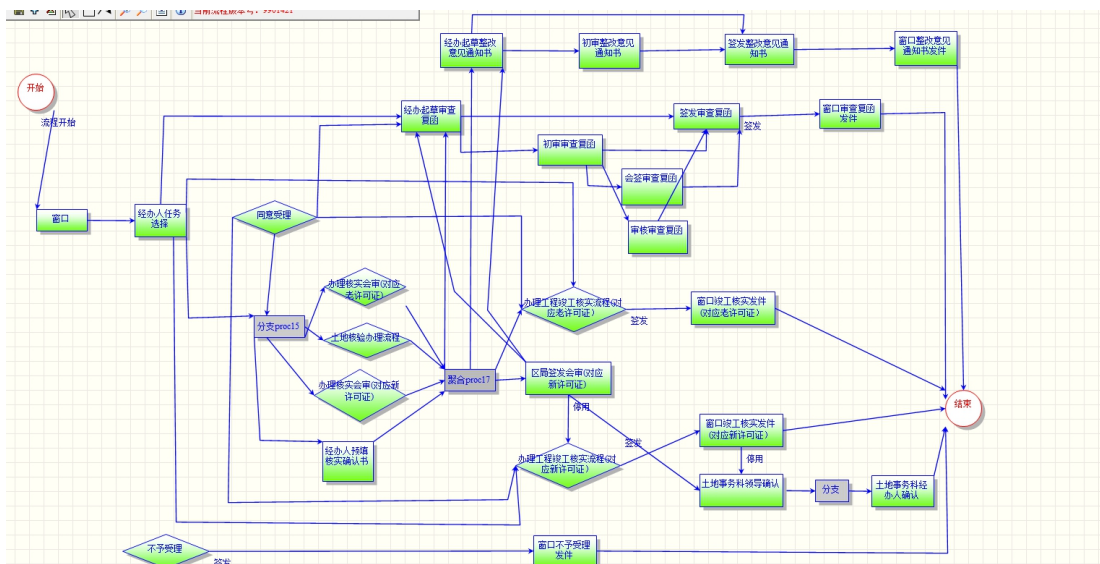 当前流程版本号：9901421
经办起草整改
意见通知书
初审整改意见
通知书
签发整改意见通
知书
窗口整改意见
通知书发件
开始
流程开始
经办起草审查
复函
签发审查复函
签发
窗口审查复函
发件
初审审查复函
会签审查复函
审核审查复函
窗口
经办人任务
选择
同意受理
办理核实会审(对应
老许可证)
办理工程竣工核实流程(对
应老许可证)
签发
窗口竣工核实发件
(对应老许可证)
分支proc15
土地核验办理流程
办理核实会审(对应新
许可证)
聚合proc17
区局签发会审(对应
新许可证)
停用
结束
经办人预嘻
核实确认书
办理工程竣工核实流程(对
应新许可证)
签发
窗口竣工核实发件
(对应新许可证)
停用
土地事务科领导确认
分支
土地事务科经
办人确认
不予受理
签发
窗口不予受理
发件